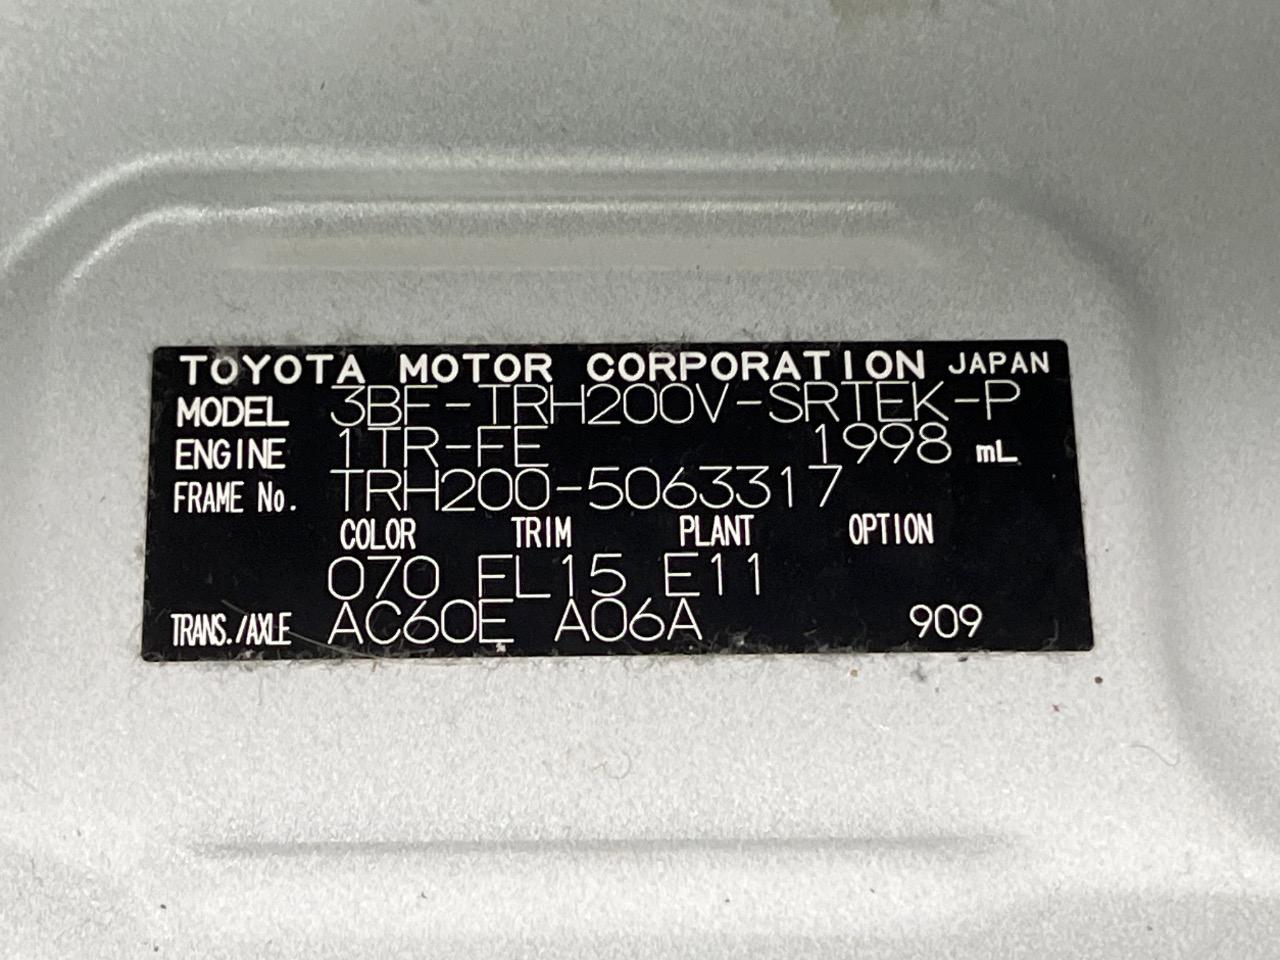 TOYOTA MOTOR CORPORATION JAPAN
MODEL 3BF-TRH200V-SRTEK-P
ENGINE 1TR-FE 1998 mL
FRAME No. TRH200-5063317
COLOR TRIM PLANT OPTION
070 FL15 E11
TRANS./AXLE AC60E A06A 909